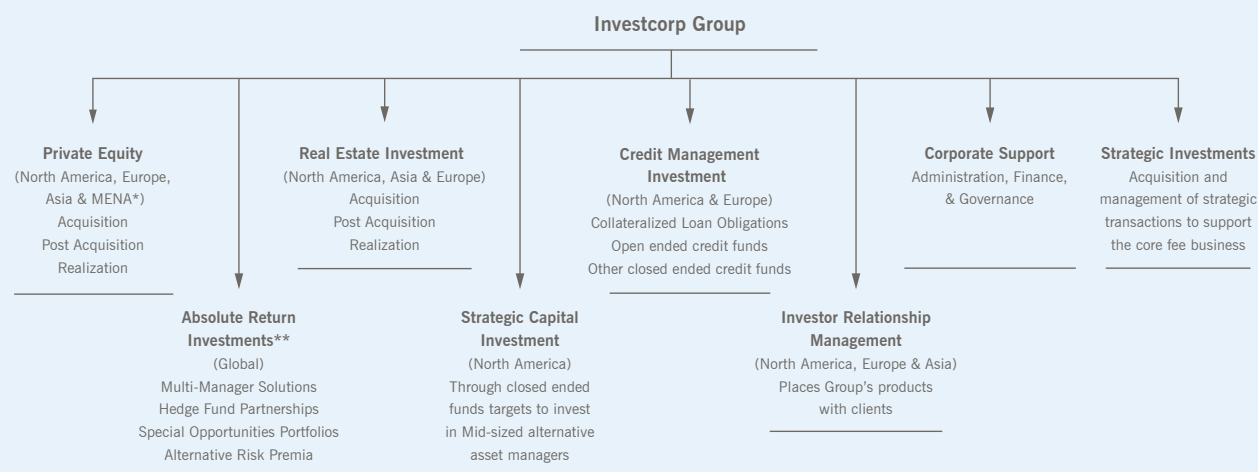 Investcorp Group
Private Equity
(North America, Europe,
Asia & MENA*)
Acquisition
Post Acquisition
Realization
Real Estate Investment
(North America, Asia & Europe)
Acquisition
Post Acquisition
Realization
Credit Management
Investment
(North America & Europe)
Collateralized Loan Obligations
Open ended credit funds
Other closed ended credit funds
Corporate Support
Administration, Finance,
& Governance
Strategic Investments
Acquisition and
management of strategic
transactions to support
the core fee business
Absolute Return
Investments**
(Global)
Multi-Manager Solutions
Hedge Fund Partnerships
Special Opportunities Portfolios
Alternative Risk Premia
Strategic Capital
Investment
(North America)
Through closed ended
funds targets to invest
in Mid-sized alternative
asset managers
Investor Relationship
Management
(North America, Europe & Asia)
Places Group's products
with clients